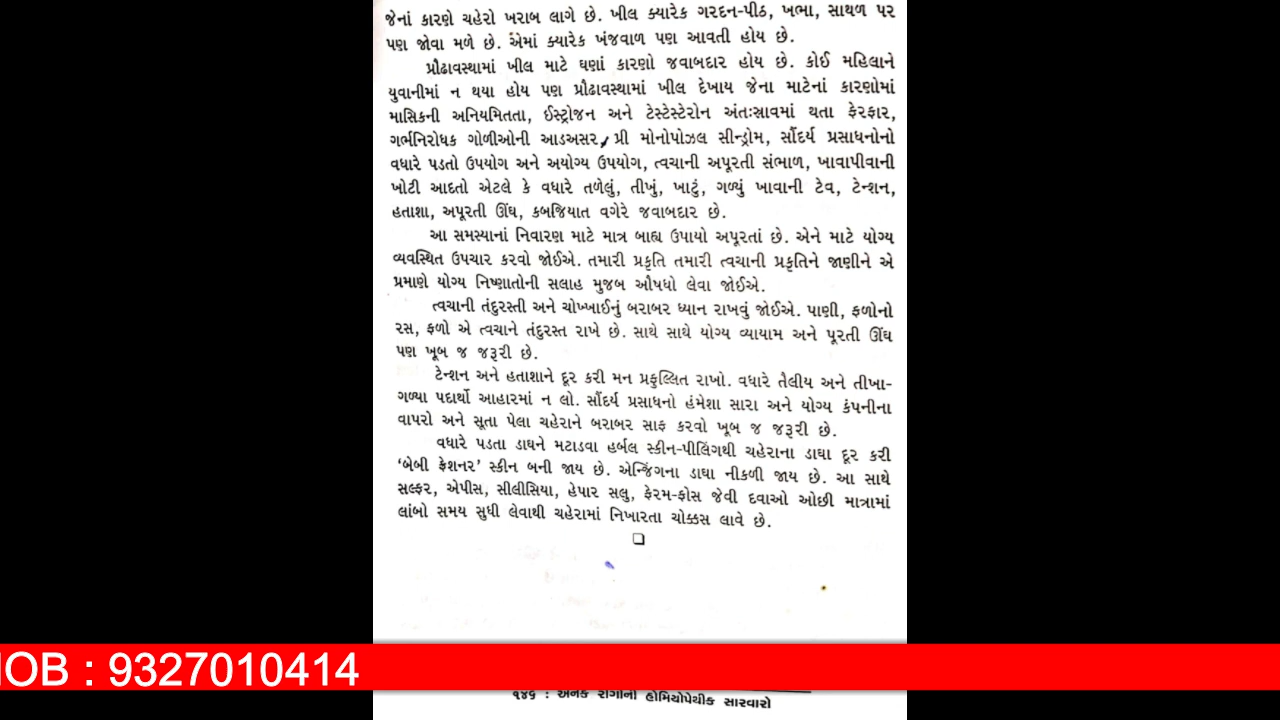 જેનાં કારણે ચહેરો ખરાબ લાગે છે. ખીલ ક્યારેક ગરદન-પીઠ, ખભા, સાથળ પર
પણ જોવા મળે છે. એમાં ક્યારેક ખંજવાળ પણ આવતી હોય છે.
પ્રૌઢાવસ્થામાં ખીલ માટે ઘણાં કારણો જવાબદાર હોય છે. કોઈ મહિલાને
યુવાનીમાં ન થયા હોય પણ પ્રૌઢાવસ્થામાં ખીલ દેખાય જેના માટેનાં કારણોમાં
માસિકની અનિયમિતતા, ઈસ્ટ્રોજન અને ટેસ્ટેસ્ટેરોન અંતઃસ્રાવમાં થતા ફેરફાર,
ગર્ભનિરોધક ગોળીઓની આડઅસર, પ્રી મોનોપોઝલ સીન્ડ્રોમ, સૌંદર્ય પ્રસાધનોનો
વધારે પડતો ઉપયોગ અને અયોગ્ય ઉપયોગ, ત્વચાની અપૂરતી સંભાળ, ખાવાપીવાની
ખોટી આદતો એટલે કે વધારે તળેલું, તીખું, ખાટું, ગળ્યું ખાવાની ટેવ, ટેન્શન,
હતાશા, અપૂરતી ઊંઘ, કબજિયાત વગેરે જવાબદાર છે.
આ સમસ્યાનાં નિવારણ માટે માત્ર બાહ્ય ઉપાયો અપૂરતાં છે. એને માટે યોગ્ય
વ્યવસ્થિત ઉપચાર કરવો જોઈએ. તમારી પ્રકૃતિ તમારી ત્વચાની પ્રકૃતિને જાણીને એ
પ્રમાણે યોગ્ય નિષ્ણાતોની સલાહ મુજબ ઔષધો લેવા જોઈએ.
ત્વચાની તંદુરસ્તી અને ચોખ્ખાઈનું બરાબર ધ્યાન રાખવું જોઈએ. પાણી, ફળોનો
રસ, ફળો એ ત્વચાને તંદુરસ્ત રાખે છે. સાથે સાથે યોગ્ય વ્યાયામ અને પૂરતી ઊંઘ
પણ ખૂબ જ જરૂરી છે.
ટેન્શન અને હતાશાને દૂર કરી મન પ્રફુલ્લિત રાખો. વધારે તૈલીય અને તીખા-
ગળ્યા પદાર્થો આહારમાં ન લો. સૌંદર્ય પ્રસાધનો હંમેશા સારા અને યોગ્ય કંપનીના
વાપરો અને સૂતા પેલા ચહેરાને બરાબર સાફ કરવો ખૂબ જ જરૂરી છે.
વધારે પડતા ડાઘને મટાડવા હર્બલ સ્કીન-પીલિંગથી ચહેરાના ડાઘા દૂર કરી
‘બેબી ફ્રેશનર’ સ્કીન બની જાય છે. એન્જિંગના ડાઘા નીકળી જાય છે. આ સાથે
સલ્ફર, એપીસ, સીલીસિયા, હેપાર સલ્ફ, ફેરમ-ફોસ જેવી દવાઓ ઓછી માત્રામાં
લાંબો સમય સુધી લેવાથી ચહેરામાં નિખારતા ચોક્કસ લાવે છે.
MOB : 9327010414
૧૪૬ : અનેક રોગોની હોમિયોપેથીક સારવારો